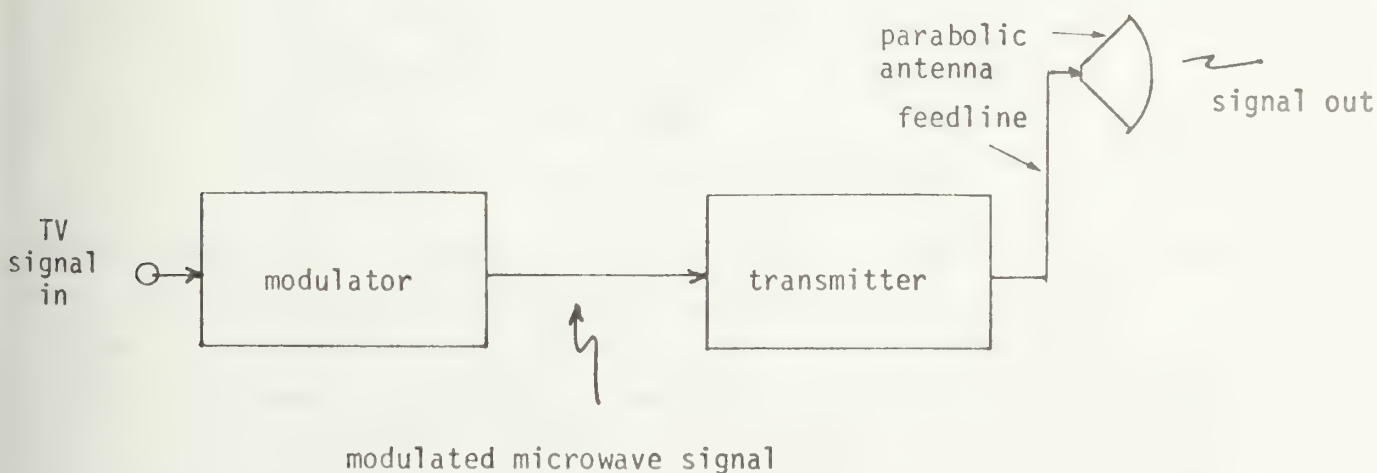 parabolic
antenna
signal out
feedline
TV
signal
in
modulator
transmitter
modulated microwave signal